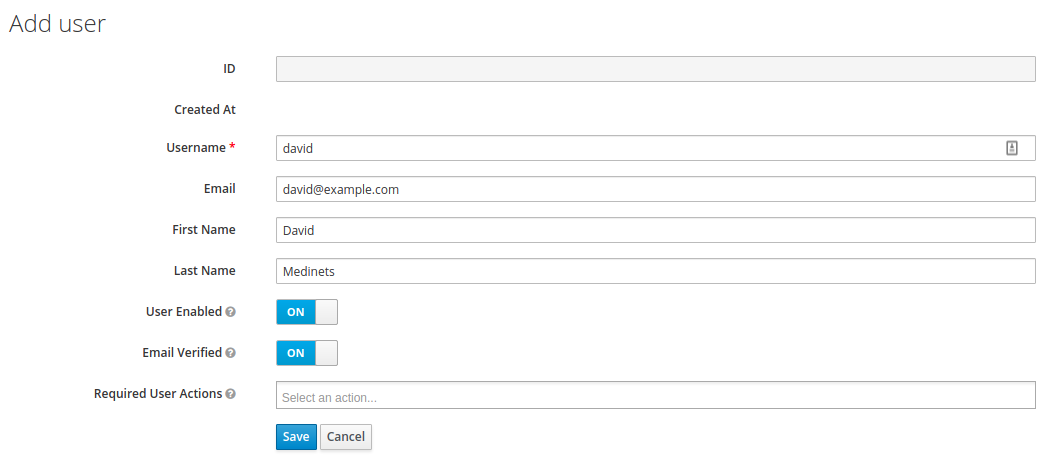 Add user
ID
Created At
Username * david
Email david@example.com
First Name David
Last Name Medinets
User Enabled ? ON
Email Verified ? ON
Required User Actions ? Select an action...
Save Cancel